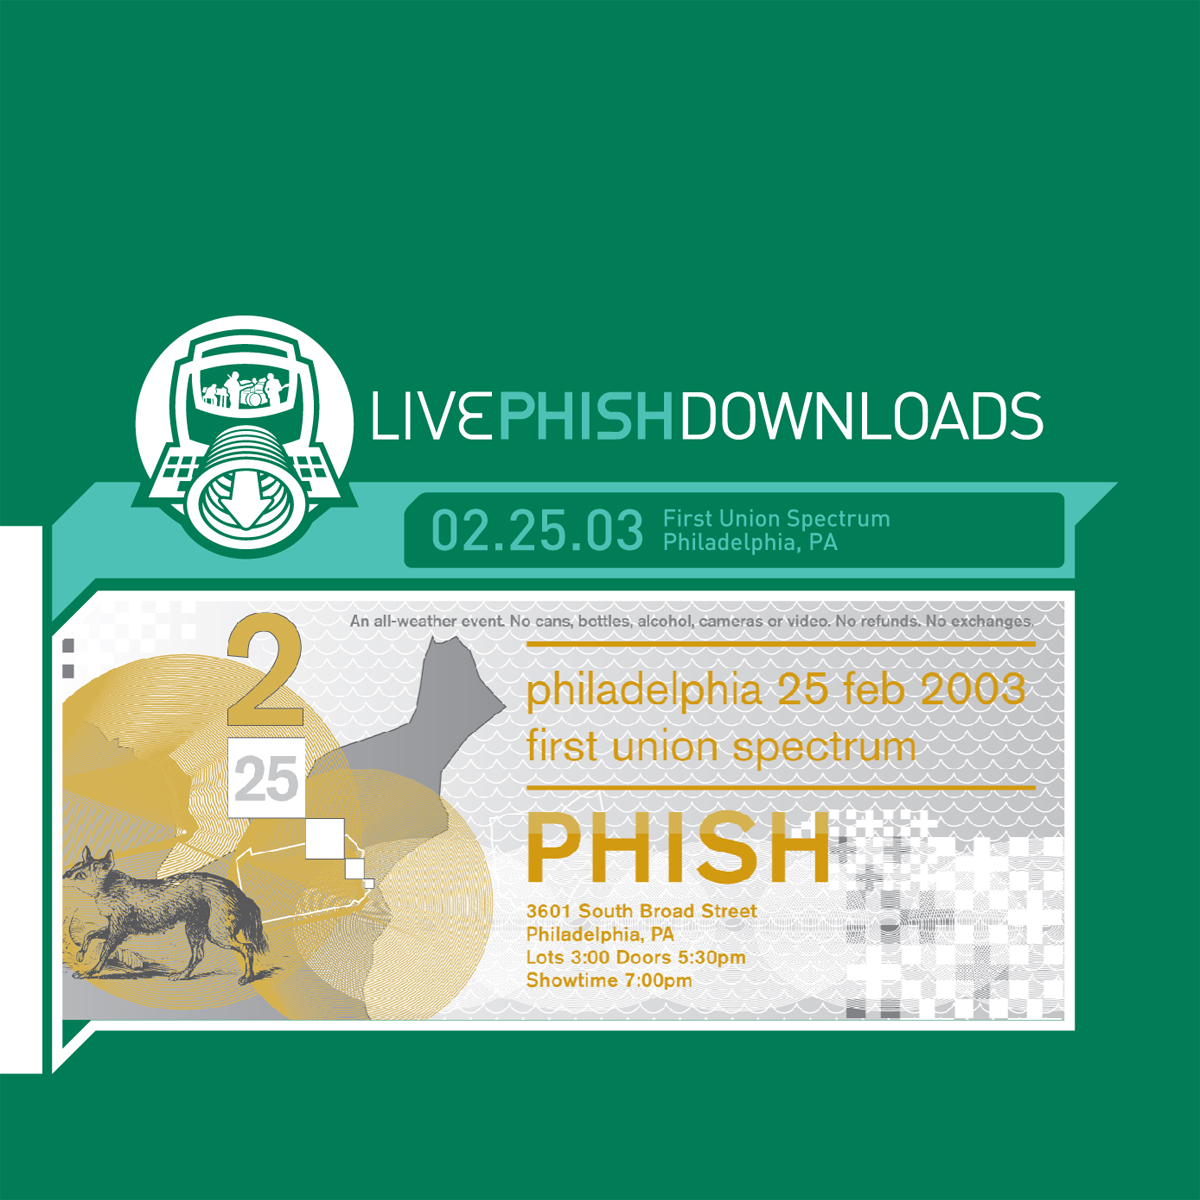 LIVEPHISHDOWNLOADS
02.25.03
First Union Spectrum
Philadelphia, PA
An all-weather event. No cans, bottles, alcohol, cameras or video. No refunds. No exchanges.
2
25
philadelphia 25 feb 2003
first union spectrum
PHISH
3601 South Broad Street
Philadelphia, PA
Lots 3:00 Doors 5:30pm
Showtime 7:00pm